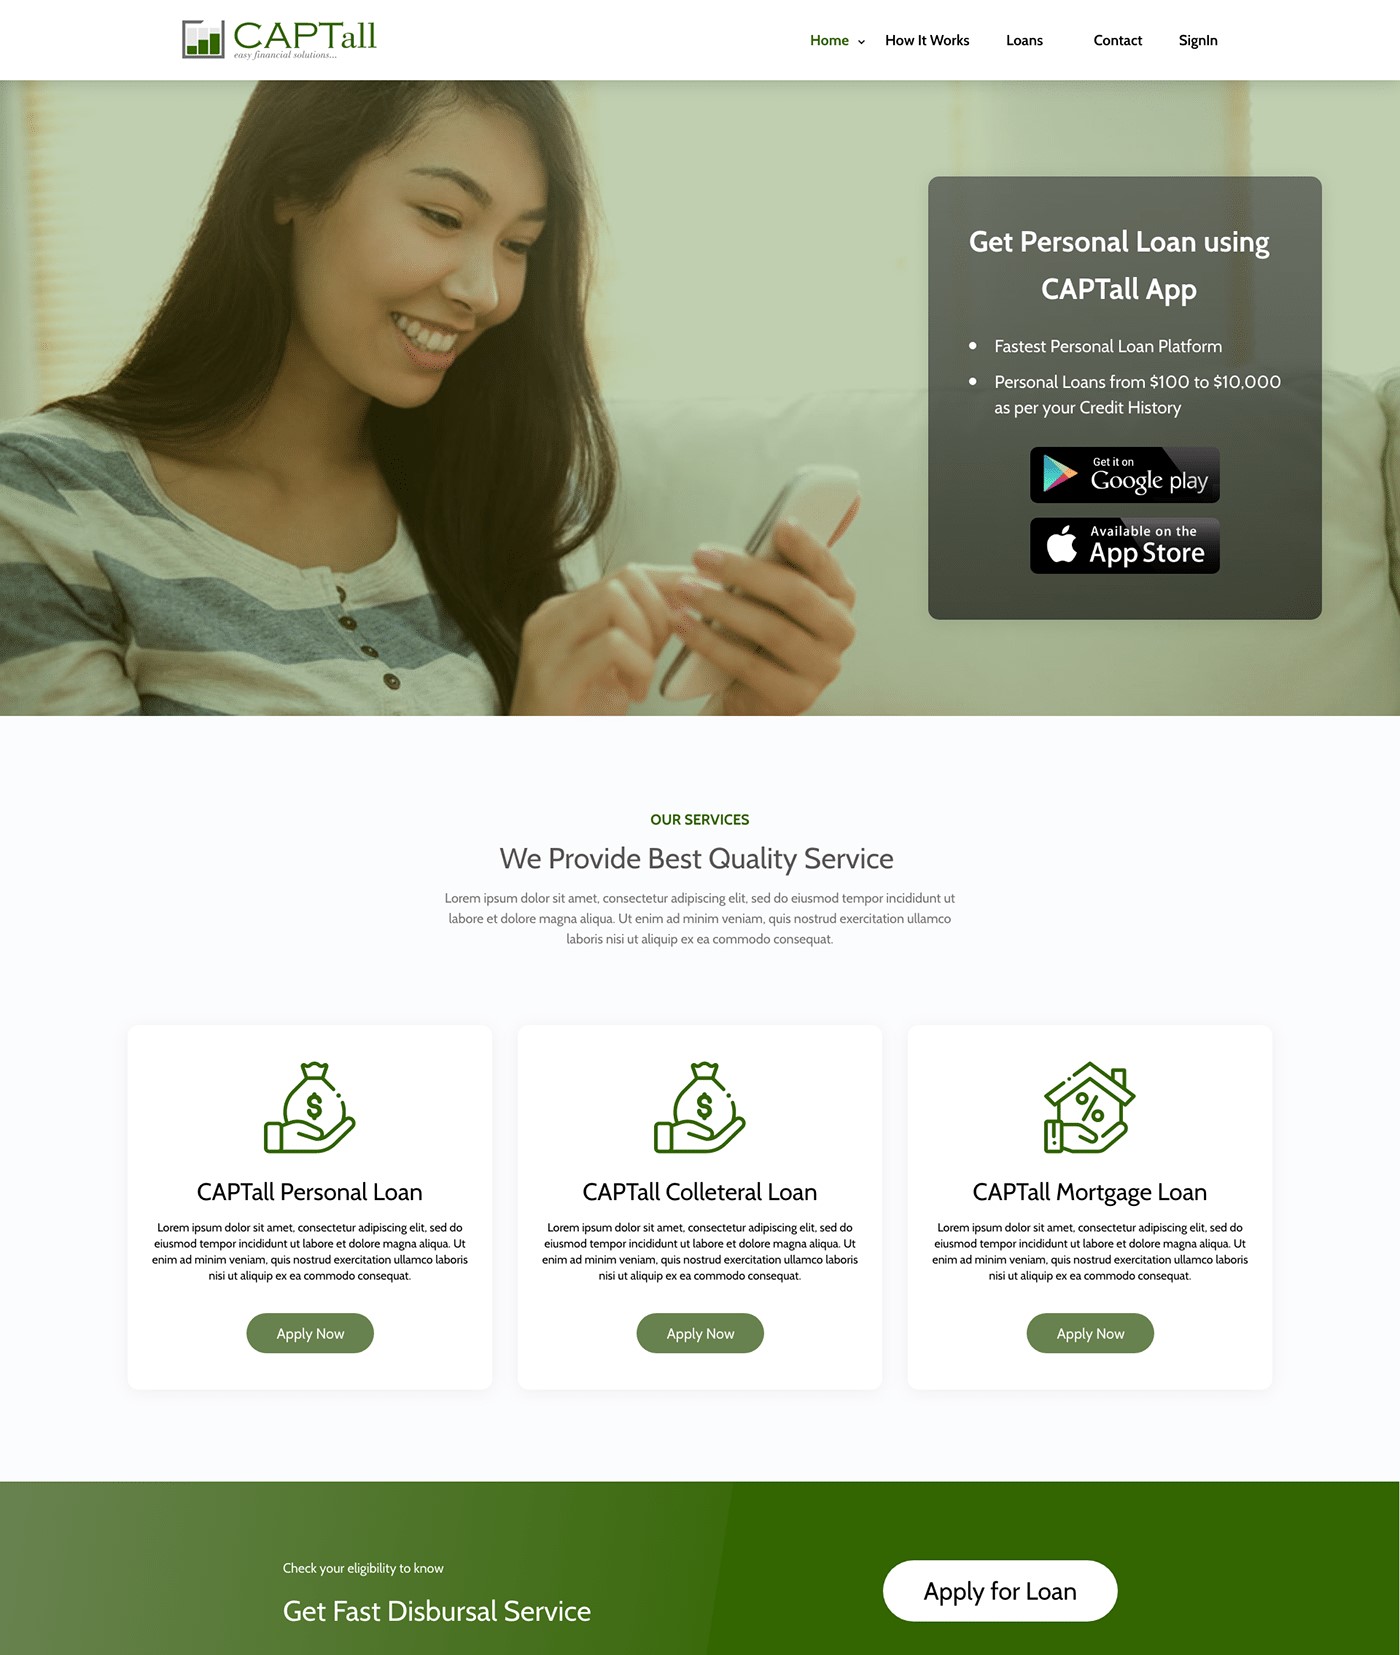 CAPTall
easy financial solutions...
Home
How It Works
Loans
Contact
SignIn
Get Personal Loan using
CAPTall App
Fastest Personal Loan Platform
Personal Loans from $100 to $10,000
as per your Credit History
Get it on
Google play
Available on the
App Store
OUR SERVICES
We Provide Best Quality Service
Lorem ipsum dolor sit amet, consectetur adipiscing elit, sed do eiusmod tempor incididunt ut
labore et dolore magna aliqua. Ut enim ad minim veniam, quis nostrud exercitation ullamco
laboris nisi ut aliquip ex ea commodo consequat.
$
CAPTall Personal Loan
Lorem ipsum dolor sit amet, consectetur adipiscing elit, sed do
eiusmod tempor incididunt ut labore et dolore magna aliqua. Ut
enim ad minim veniam, quis nostrud exercitation ullamco laboris
nisi ut aliquip ex ea commodo consequat.
Apply Now
$
CAPTall Colleteral Loan
Lorem ipsum dolor sit amet, consectetur adipiscing elit, sed do
eiusmod tempor incididunt ut labore et dolore magna aliqua. Ut
enim ad minim veniam, quis nostrud exercitation ullamco laboris
nisi ut aliquip ex ea commodo consequat.
Apply Now
%
CAPTall Mortgage Loan
Lorem ipsum dolor sit amet, consectetur adipiscing elit, sed do
eiusmod tempor incididunt ut labore et dolore magna aliqua. Ut
enim ad minim veniam, quis nostrud exercitation ullamco laboris
nisi ut aliquip ex ea commodo consequat.
Apply Now
Check your eligibility to know
Get Fast Disbursal Service
Apply for Loan